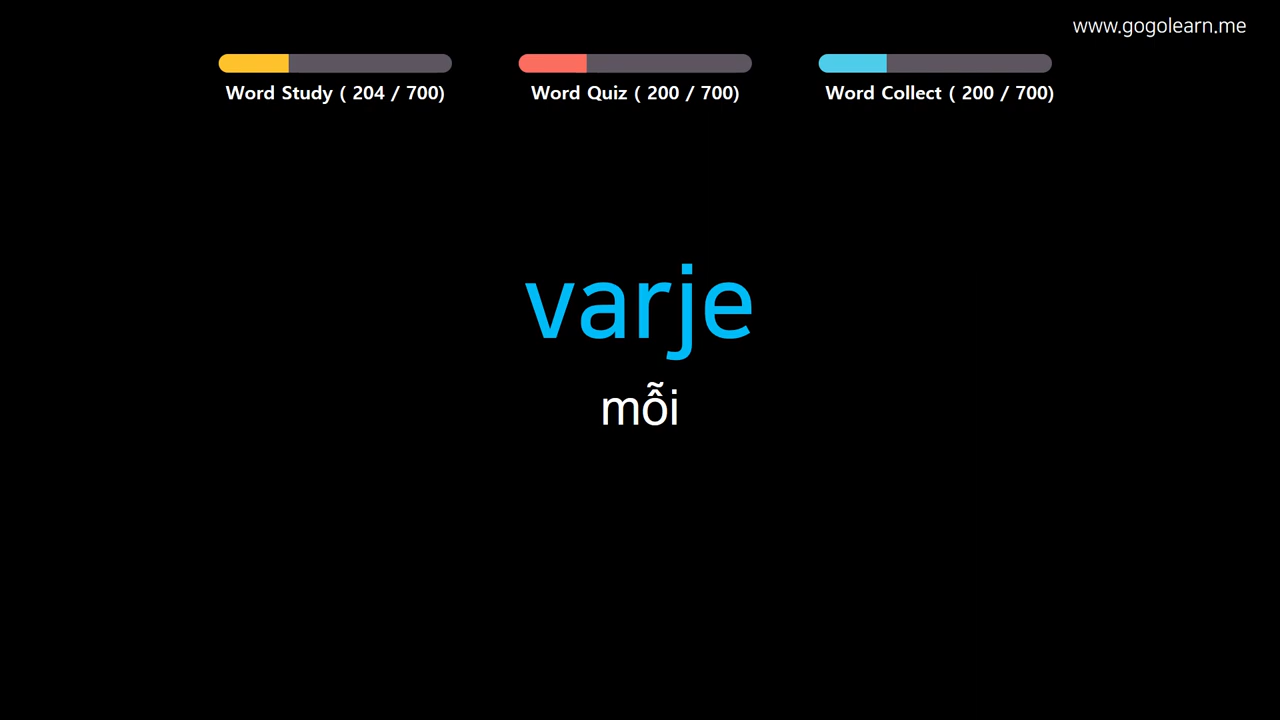 www.gogolearn.me
Word Study ( 204 / 700)
Word Quiz ( 200 / 700)
Word Collect ( 200 / 700)
varje
mỗi